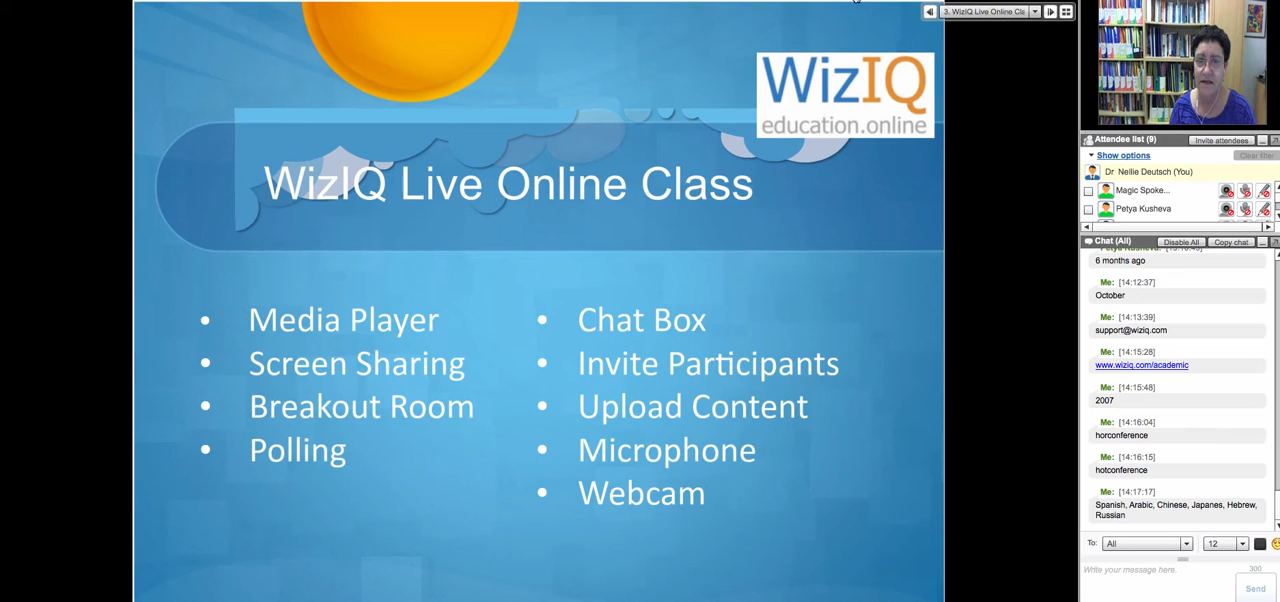 3. WizIQ Live Online Cla
WizIQ
education.online
WizIQ Live Online Class
• Media Player
• Screen Sharing
• Breakout Room
• Polling
• Chat Box
• Invite Participants
• Upload Content
• Microphone
• Webcam
Attendee list (9)
Invite attendees
Show options
Clear filter
Dr Nellie Deutsch (You)
Magic Spoke...
Petya Kusheva
Chat (All)
Disable All
Copy chat
6 months ago
Me: [14:12:37]
October
Me: [14:13:39]
support@wiziq.com
Me: [14:15:28]
www.wiziq.com/academic
Me: [14:15:48]
2007
Me: [14:16:04]
horconference
Me: [14:16:15]
hotconference
Me: [14:17:17]
Spanish, Arabic, Chinese, Japanes, Hebrew,
Russian
To: All 12
Write your message here.
300
Send